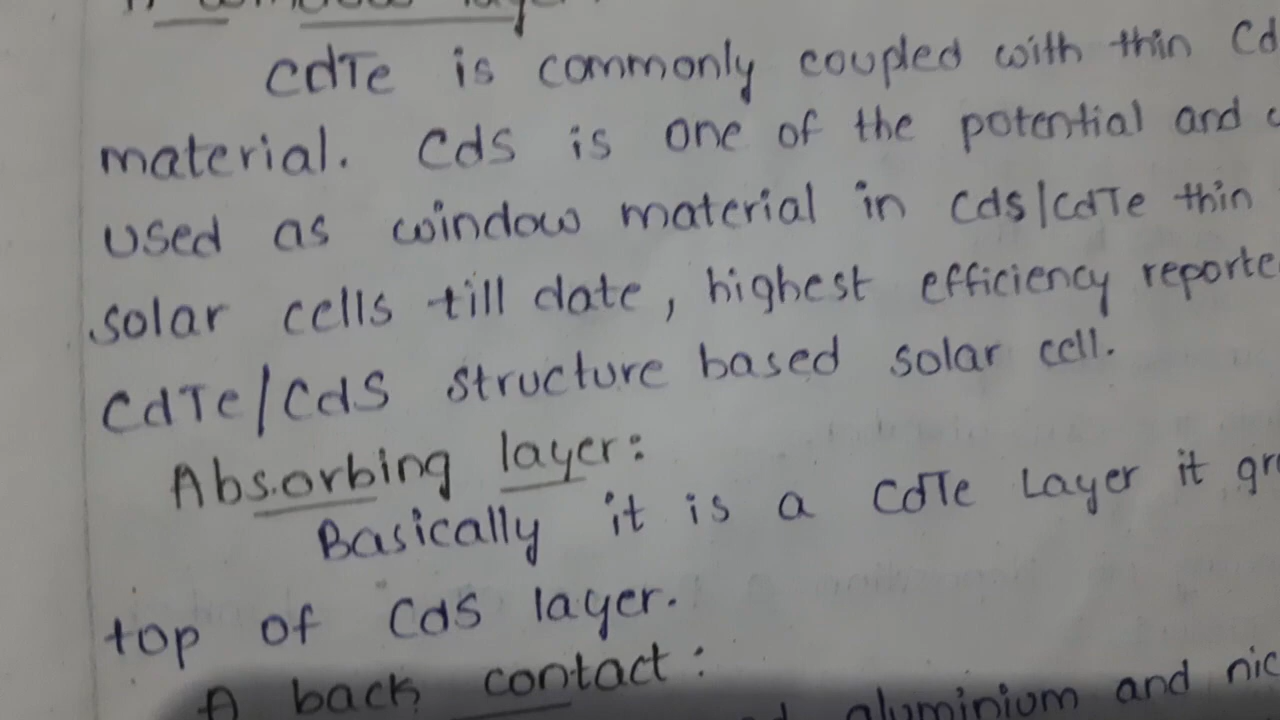 CdTe is commonly coupled with thin Cd
material. Cds is one of the potential and
used as window material in Cds/CdTe thin
solar cells till date, highest efficiency reporte
CdTe/CdS structure based solar cell.
Absorbing layer:
Basically it is a CdTe Layer it gr
top of CdS layer.
A back contact:
aluminium and nic